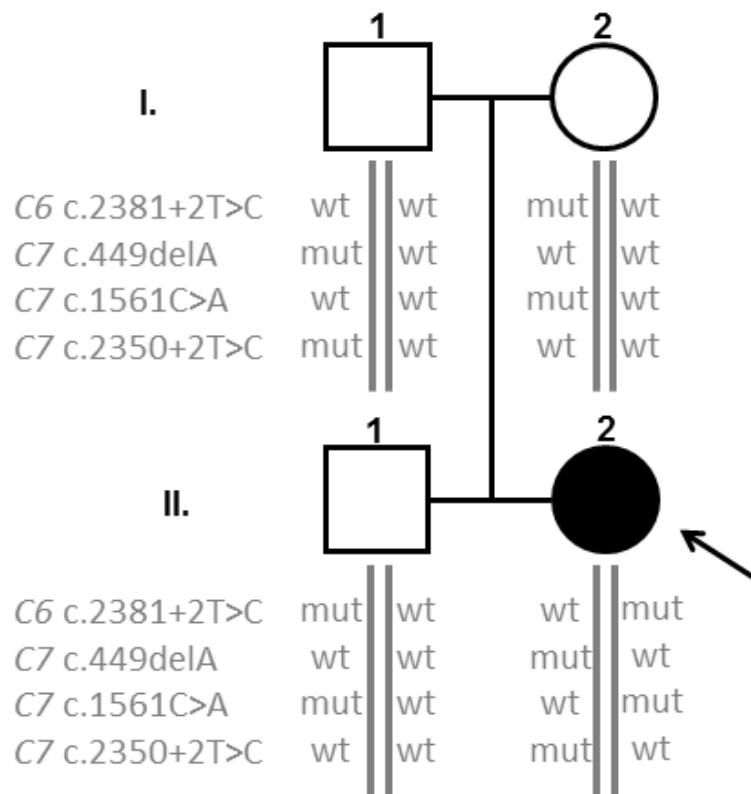 1 2
I.
C6 c.2381+2T>C wt wt mut wt
C7 c.449delA mut wt wt wt
C7 c.1561C>A wt wt mut wt
C7 c.2350+2T>C mut wt wt wt
1 2
II.
C6 c.2381+2T>C mut wt wt mut
C7 c.449delA wt wt mut wt
C7 c.1561C>A mut wt wt mut
C7 c.2350+2T>C wt wt mut wt